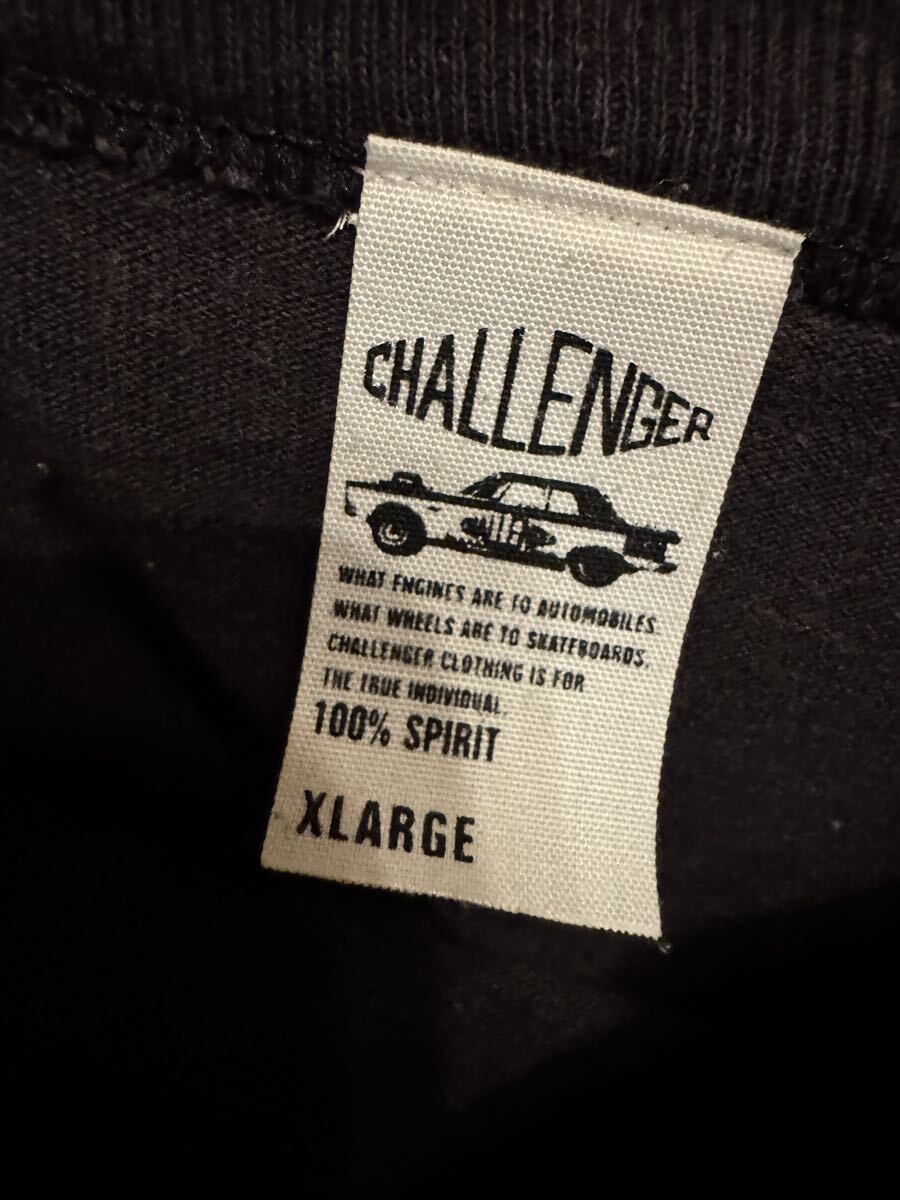 CHALLENGER
WHAT ENGINES ARE TO AUTOMOBILES.
WHAT WHEELS ARE TO SKATEBOARDS.
CHALLENGER CLOTHING IS FOR
THE TRUE INDIVIDUAL.
100% SPIRIT
XLARGE